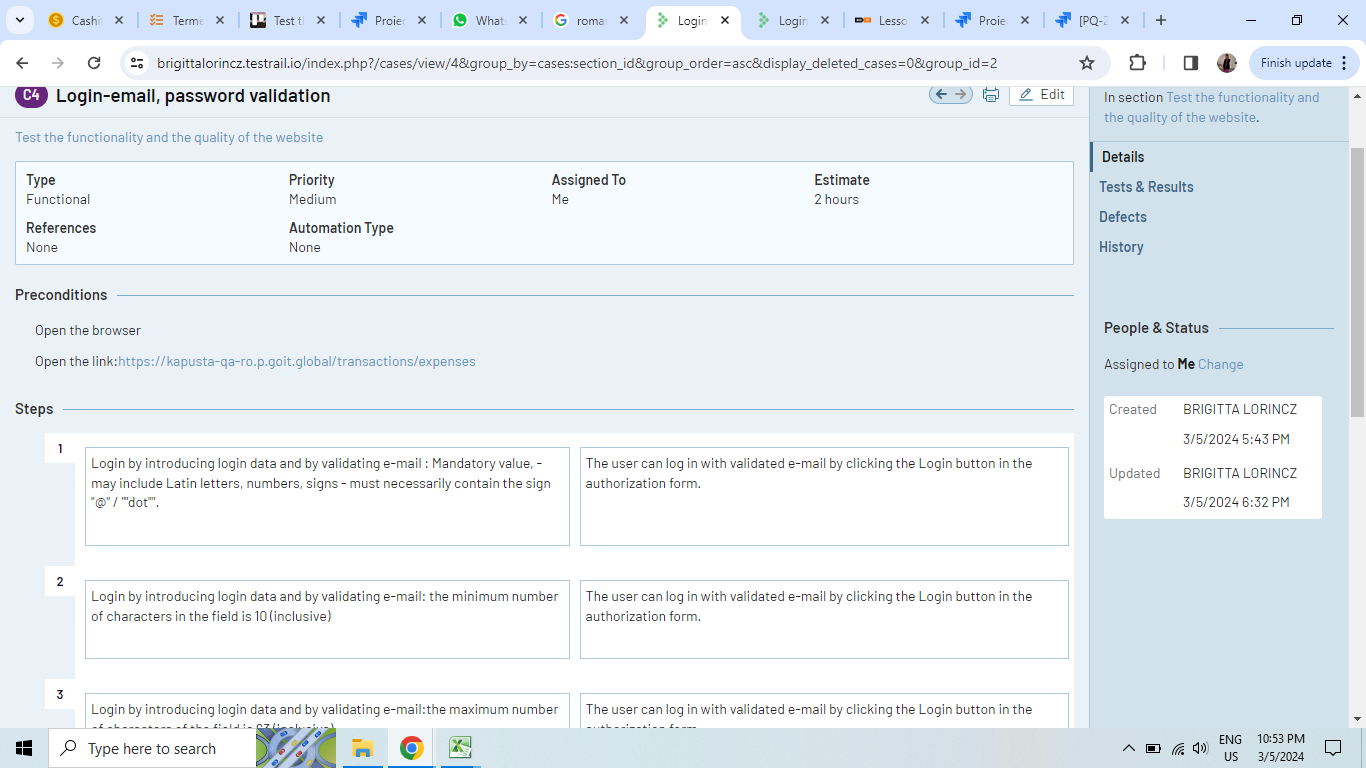 Cashi
Terme
Test t
Proiec
What
roma
Login
Login
Lesso
Proie
[PQ-2
brigittalorincz.testrail.io/index.php?/cases/view/4&group_by=cases:section_id&group_order=asc&display_deleted_cases=0&group_id=2
Finish update
C4 Login-email, password validation
Edit
Test the functionality and the quality of the website
Type
Functional
Priority
Medium
Assigned To
Me
Estimate
2 hours
References
None
Automation Type
None
Preconditions
Open the browser
Open the link:https://kapusta-qa-ro.p.goit.global/transactions/expenses
Steps
1
Login by introducing login data and by validating e-mail : Mandatory value, -
may include Latin letters, numbers, signs - must necessarily contain the sign
"@" / ""dot"".
The user can log in with validated e-mail by clicking the Login button in the
authorization form.
2
Login by introducing login data and by validating e-mail: the minimum number
of characters in the field is 10 (inclusive)
The user can log in with validated e-mail by clicking the Login button in the
authorization form.
3
Login by introducing login data and by validating e-mail:the maximum number
of characters of the field is 63 (inclusive)
The user can log in with validated e-mail by clicking the Login button in the
authorization form.
In section Test the functionality and
the quality of the website.
Details
Tests & Results
Defects
History
People & Status
Assigned to Me Change
Created
BRIGITTA LORINCZ
3/5/2024 5:43 PM
Updated
BRIGITTA LORINCZ
3/5/2024 6:32 PM
Type here to search
ENG
US
10:53 PM
3/5/2024